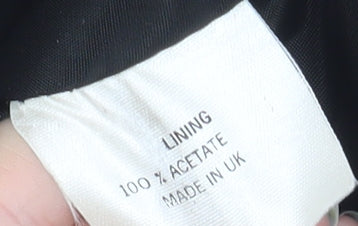 LINING
100 % ACETATE
MADE IN UK